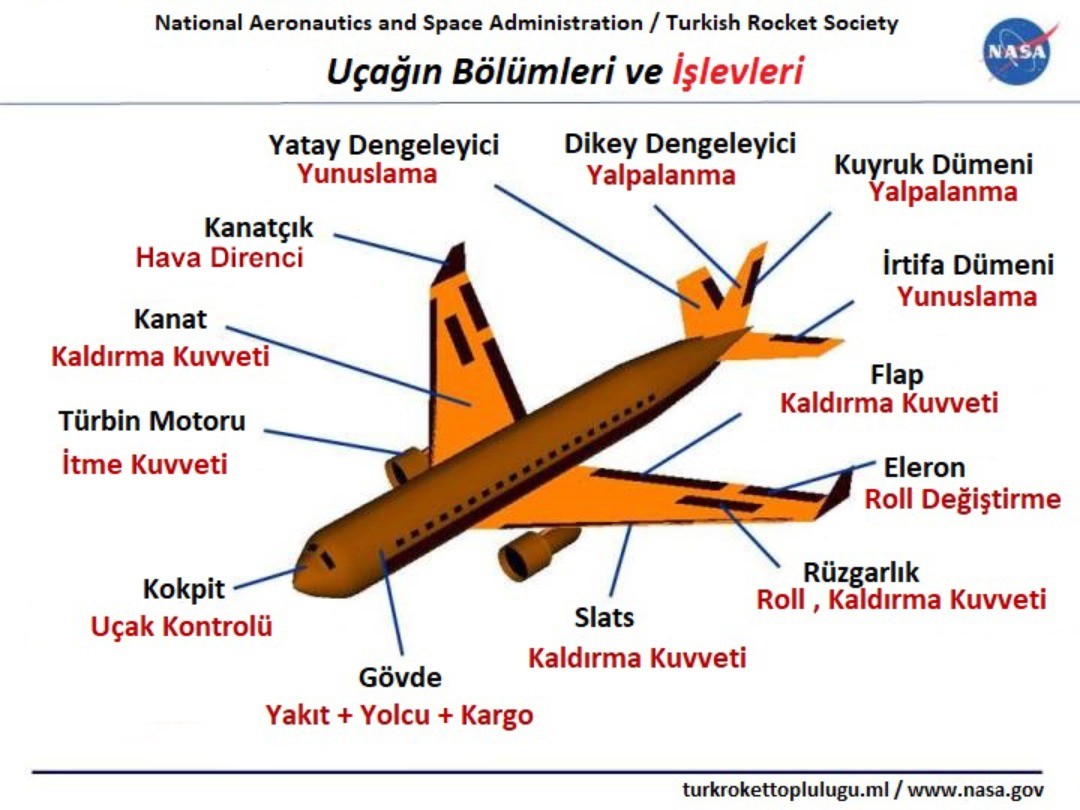 National Aeronautics and Space Administration / Turkish Rocket Society
NASA
Uçağın Bölümleri ve İşlevleri
Yatay Dengeleyici
Yunuslama
Dikey Dengeleyici
Yalpalanma
Kuyruk Dümeni
Yalpalanma
Kanatçık
Hava Direnci
İrtifa Dümeni
Yunuslama
Kanat
Kaldırma Kuvveti
Flap
Kaldırma Kuvveti
Türbin Motoru
İtme Kuvveti
Eleron
Roll Değiştirme
Rüzgarlık
Roll , Kaldırma Kuvveti
Kokpit
Uçak Kontrolü
Slats
Kaldırma Kuvveti
Gövde
Yakıt + Yolcu + Kargo
turkrokettoplulugu.ml / www.nasa.gov